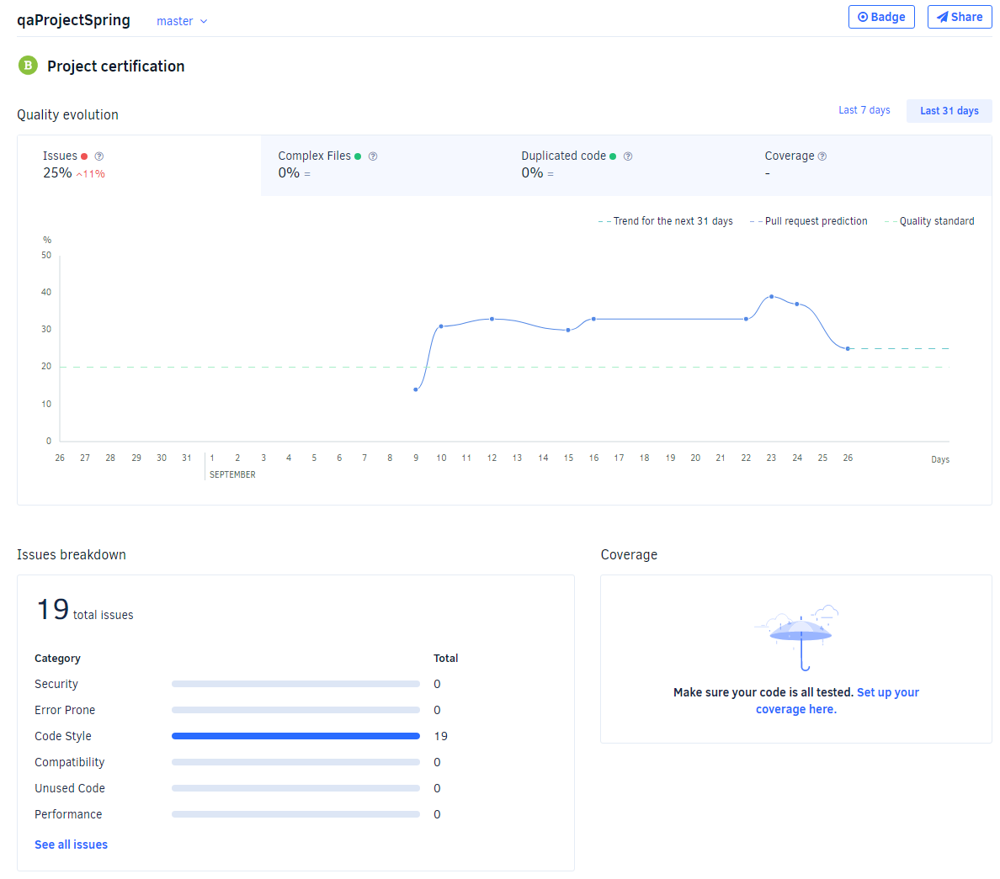 qaProjectSpring master Badge Share
B Project certification
Quality evolution Last 7 days Last 31 days
Issues Complex Files Duplicated code Coverage
25% 11% 0% = 0% = -
Trend for the next 31 days Pull request prediction Quality standard
%
50
40
30
20
10
0
26 27 28 29 30 31 1 2 3 4 5 6 7 8 9 10 11 12 13 14 15 16 17 18 19 20 21 22 23 24 25 26 Days
SEPTEMBER
Issues breakdown
19 total issues
Category Total
Security 0
Error Prone 0
Code Style 19
Compatibility 0
Unused Code 0
Performance 0
See all issues
Coverage
Make sure your code is all tested. Set up your
coverage here.